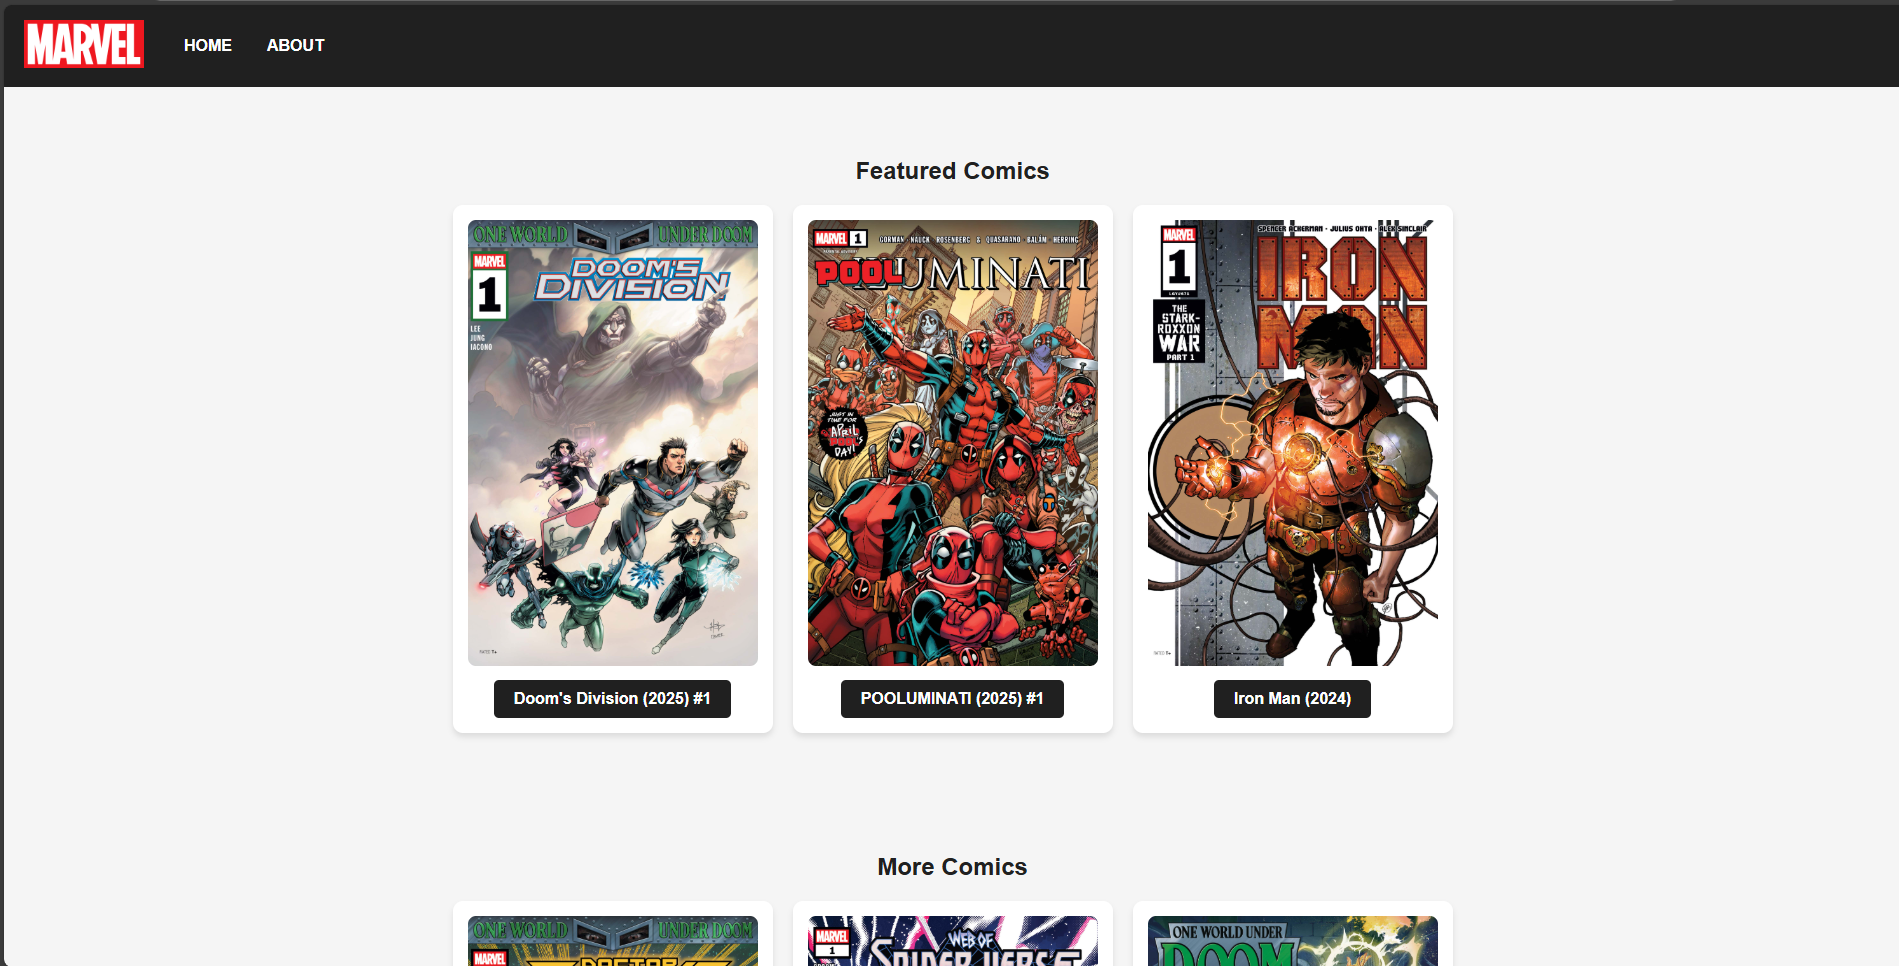 MARVEL
HOME
ABOUT
Featured Comics
ONE WORLD UNDER DOOM
MARVEL
1
DOOM'S
DIVISION
LEE
JUNG
IACONO
MARVEL 1
GORMAN · NAUCK · ROSENBERG & QUASARANO · BALÁM · HERRING
POOLLUMINATI
JUST IN
TIME FOR
APRIL
POOL'S
DAY!
SPENCER ACKERMAN · JULIUS OHTA · ALEX SINCLAIR
MARVEL
1
IRON
MAN
THE
STARK-
ROXXON
WAR
PART 1
Doom's Division (2025) #1
POOLUMINATI (2025) #1
Iron Man (2024)
More Comics
ONE WORLD UNDER DOOM
MARVEL
DOCTOR
MARVEL
1
WEB OF
SPIDER-VERSE
ONE WORLD UNDER
DOOM